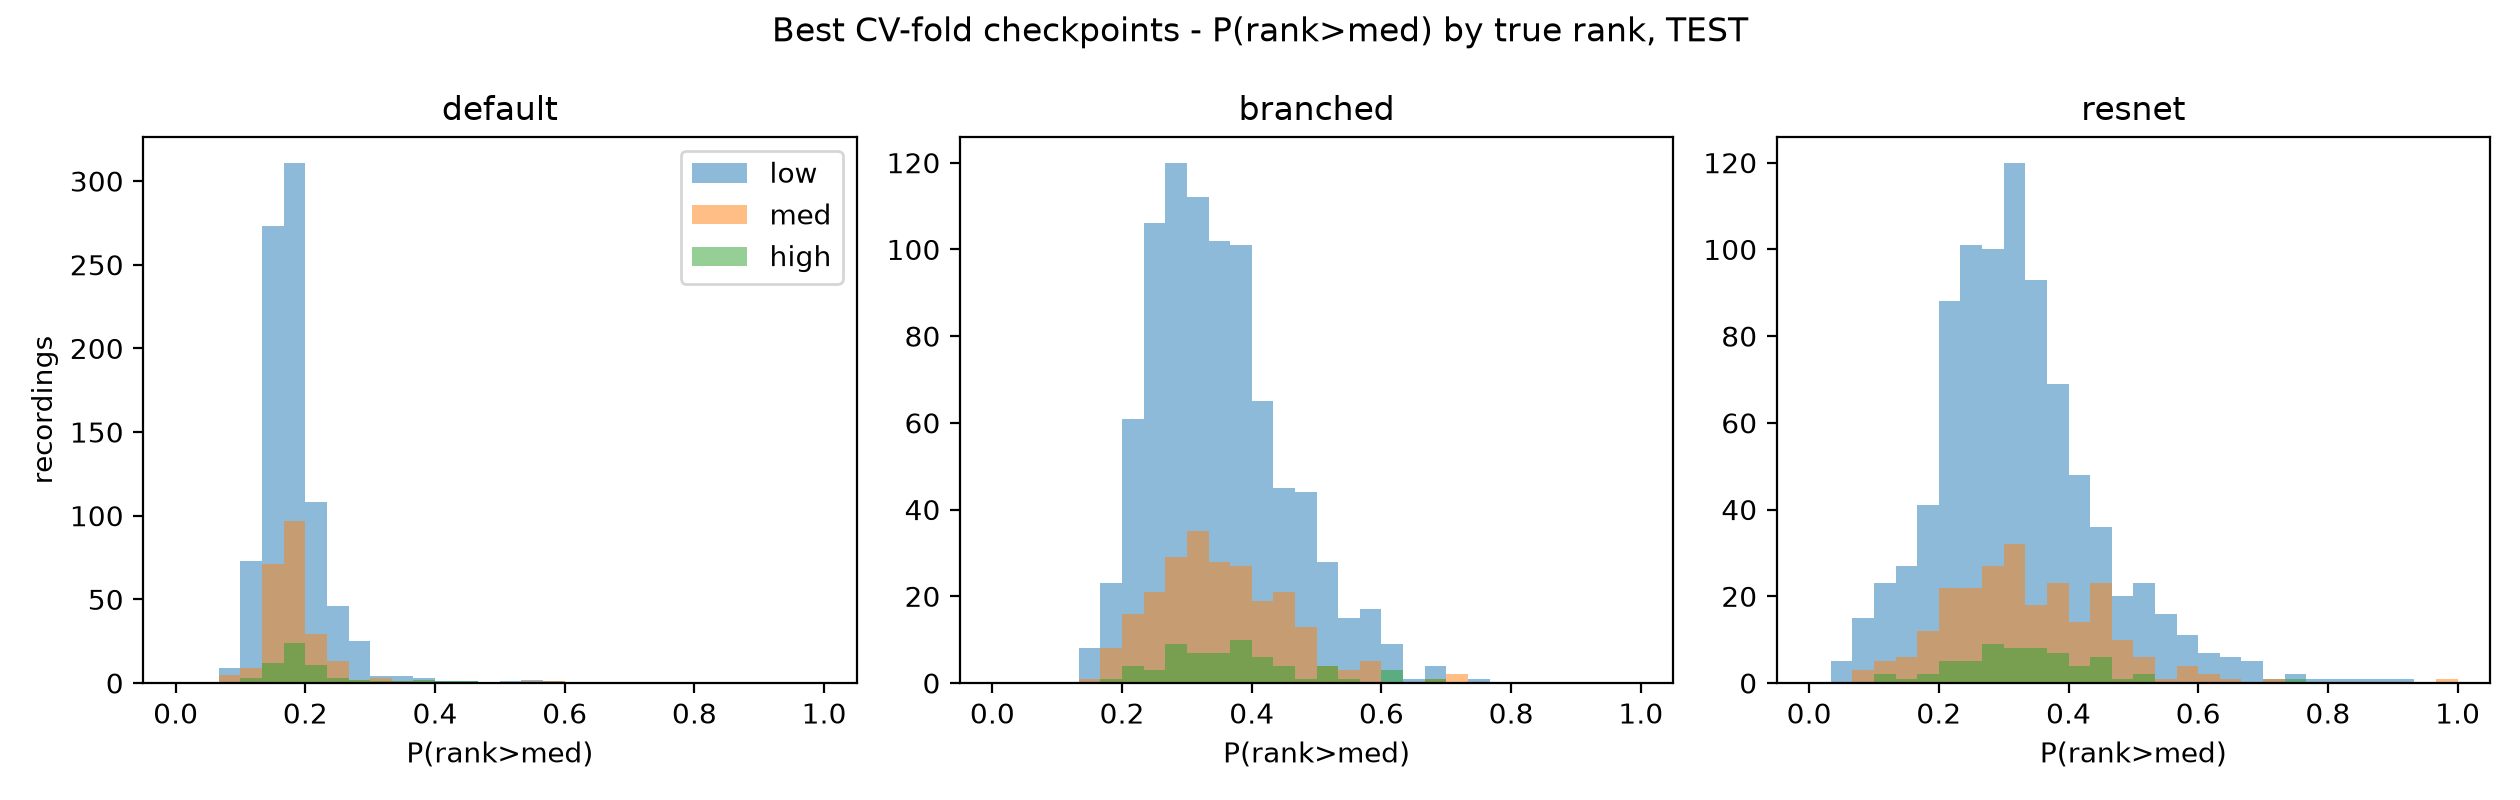 Best CV-fold checkpoints - P(rank>med) by true rank, TEST
default
recordings
300
250
200
150
100
50
0
low
med
high
0.0 0.2 0.4 0.6 0.8 1.0
P(rank>med)
branched
120
100
80
60
40
20
0
0.0 0.2 0.4 0.6 0.8 1.0
P(rank>med)
resnet
120
100
80
60
40
20
0
0.0 0.2 0.4 0.6 0.8 1.0
P(rank>med)